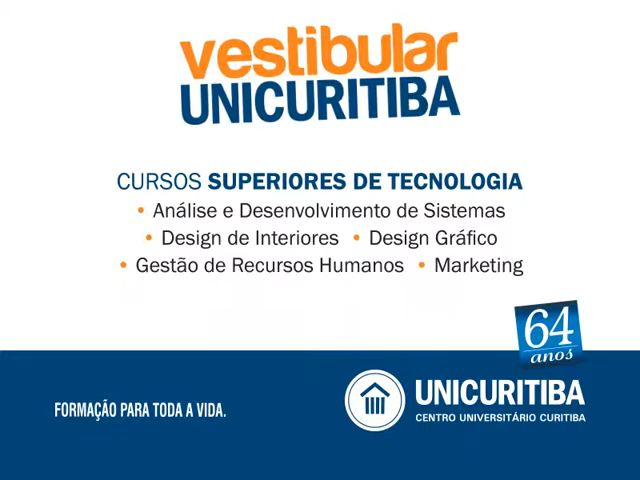 vestibular
UNICURITIBA
CURSOS SUPERIORES DE TECNOLOGIA
• Análise e Desenvolvimento de Sistemas
• Design de Interiores • Design Gráfico
• Gestão de Recursos Humanos • Marketing
64
anos
FORMAÇÃO PARA TODA A VIDA.
UNICURITIBA
CENTRO UNIVERSITÁRIO CURITIBA